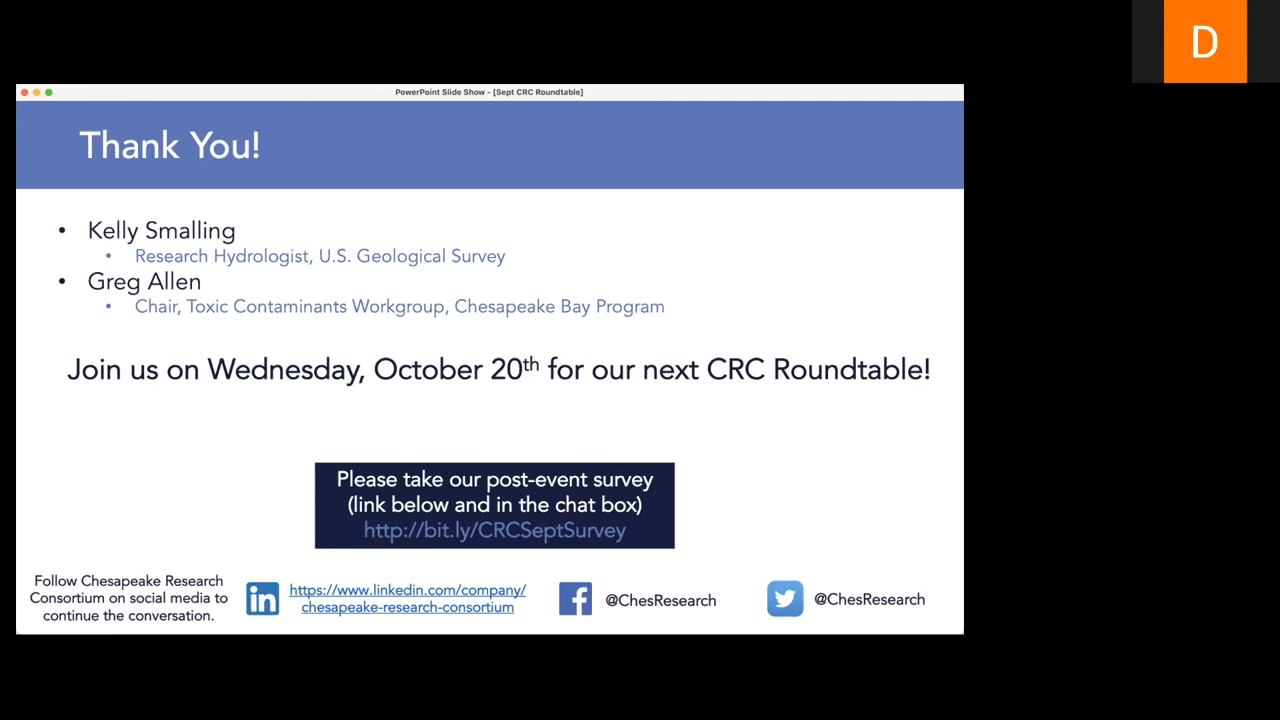 D
PowerPoint Slide Show - [Sept CRC Roundtable]
Thank You!
• Kelly Smalling
• Research Hydrologist, U.S. Geological Survey
• Greg Allen
• Chair, Toxic Contaminants Workgroup, Chesapeake Bay Program
Join us on Wednesday, October 20th for our next CRC Roundtable!
Please take our post-event survey
(link below and in the chat box)
http://bit.ly/CRCSeptSurvey
Follow Chesapeake Research
Consortium on social media to
continue the conversation.
in
https://www.linkedin.com/company/
chesapeake-research-consortium
f
@ChesResearch
@ChesResearch